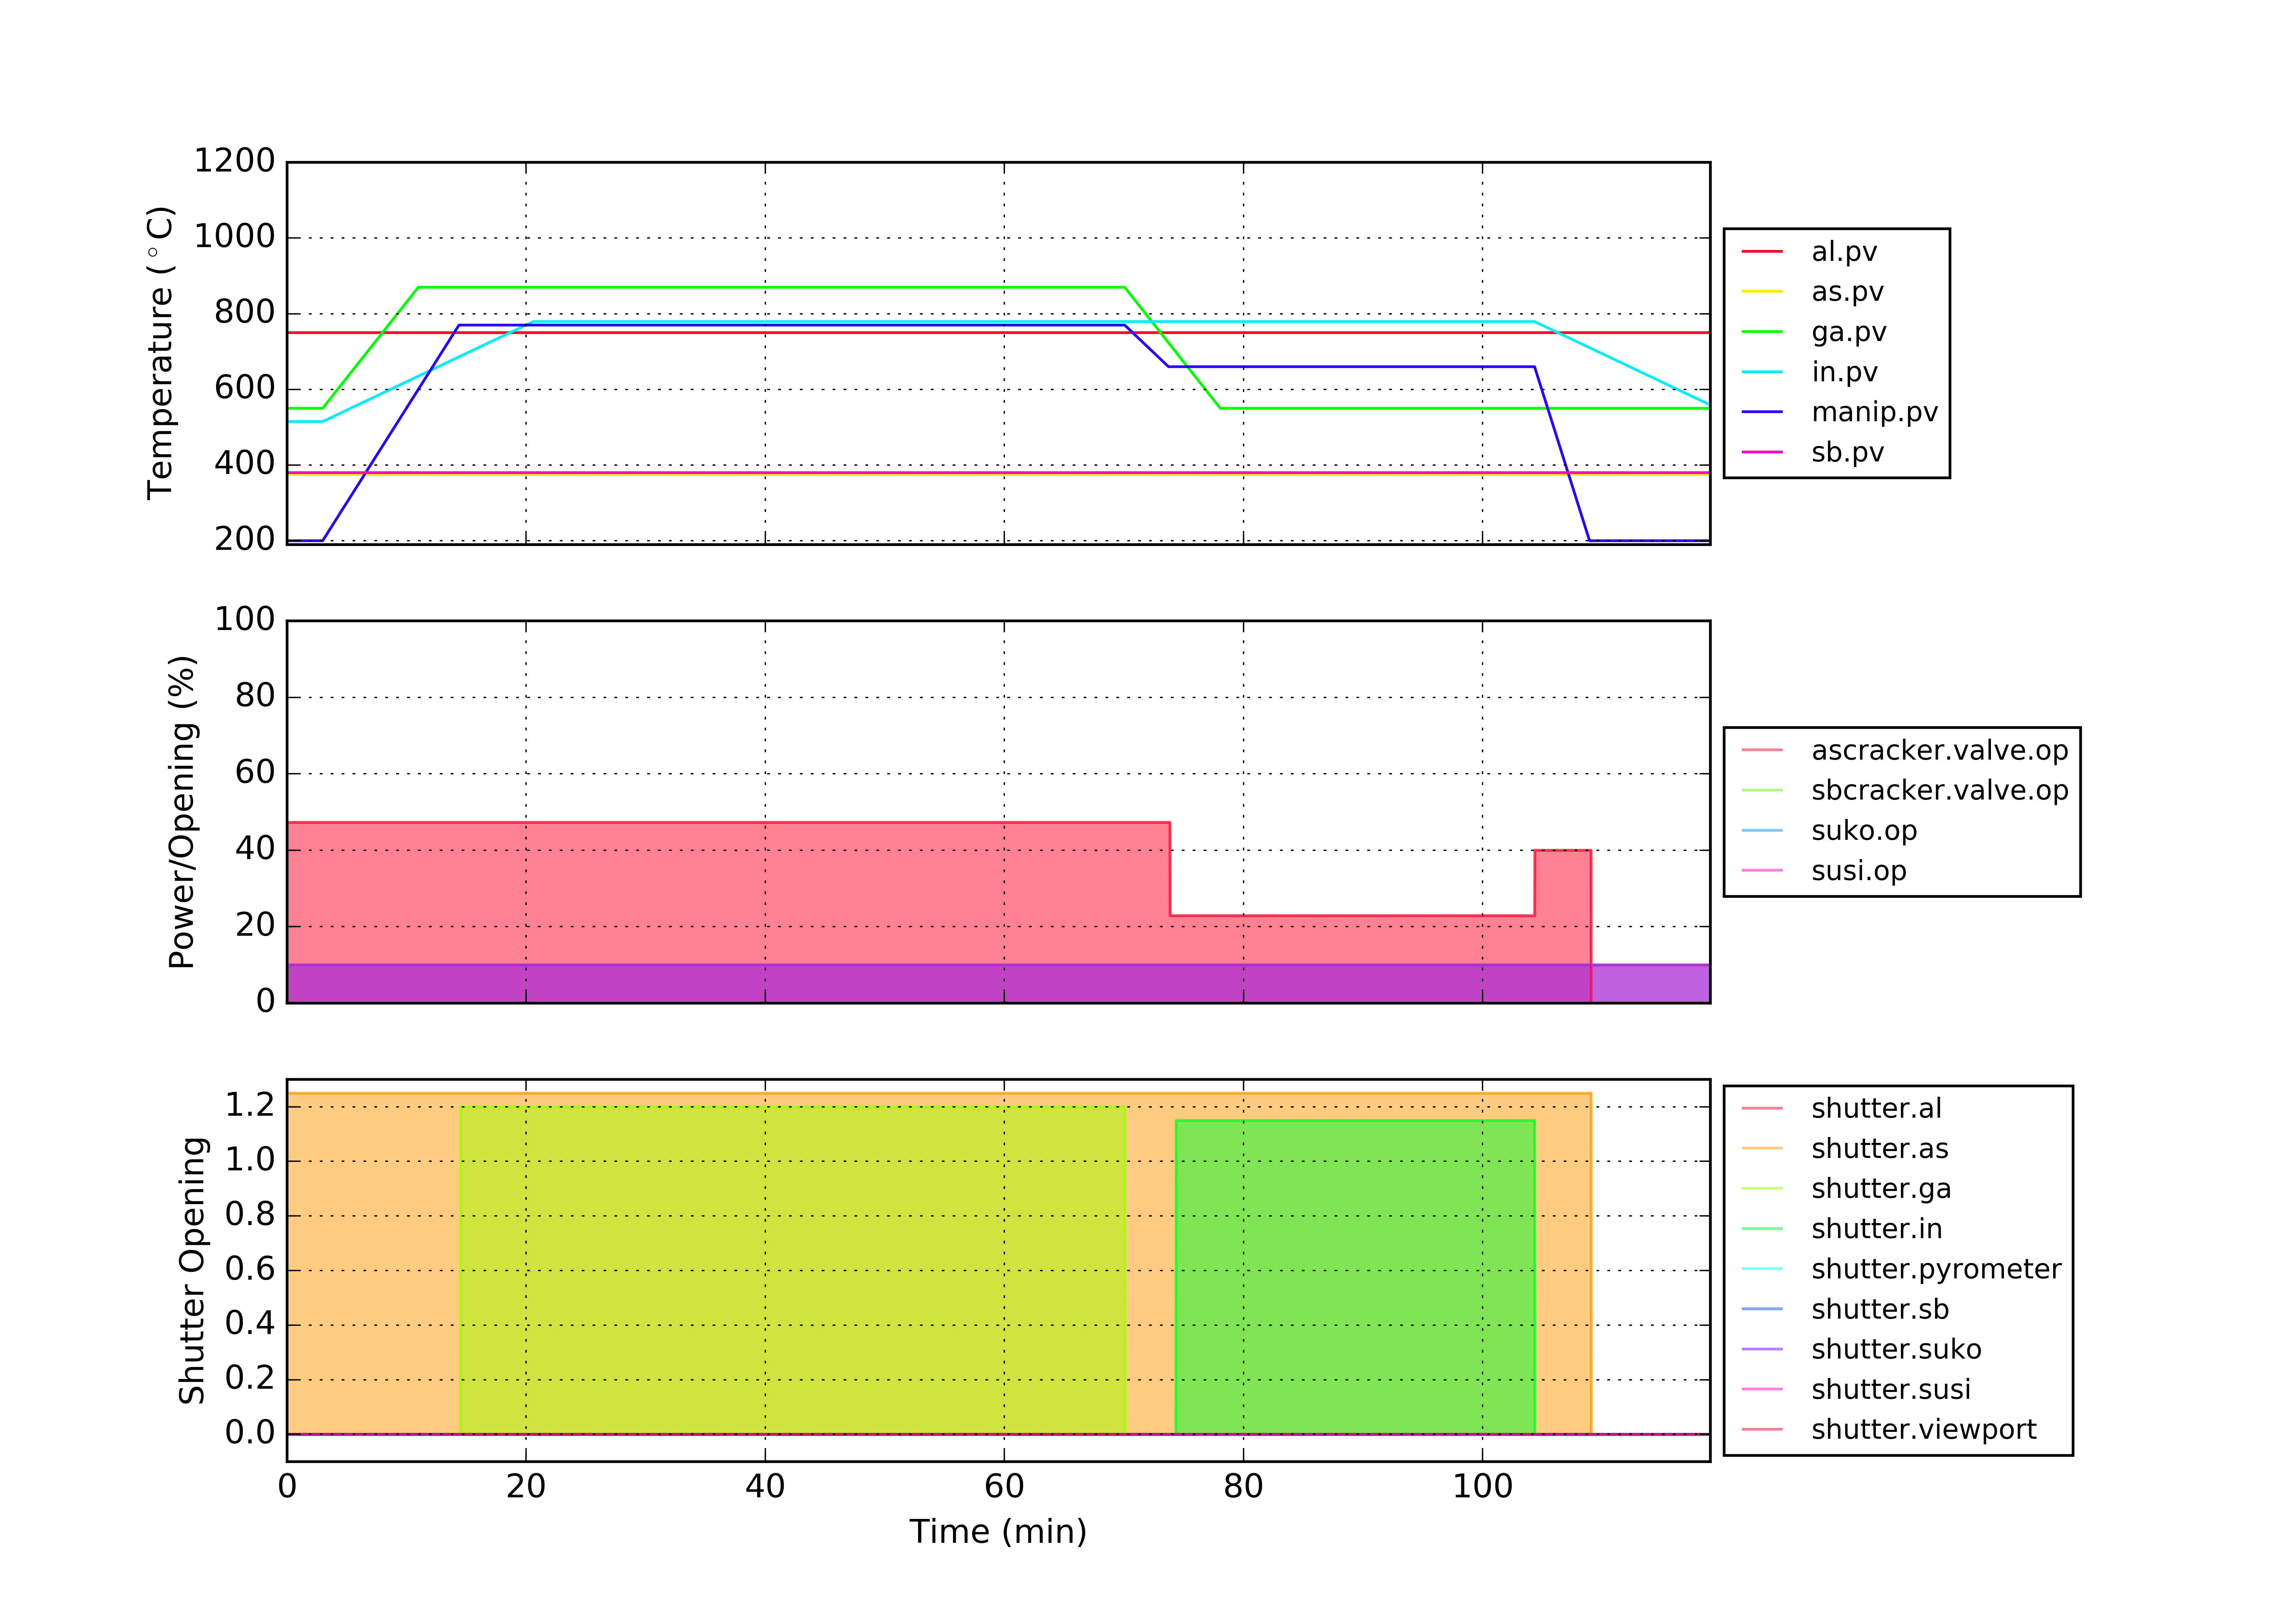 1200
1000
800
600
400
200
Temperature (°C)
al.pv
as.pv
ga.pv
in.pv
manip.pv
sb.pv
100
80
60
40
20
0
Power/Opening (%)
ascracker.valve.op
sbcracker.valve.op
suko.op
susi.op
1.2
1.0
0.8
0.6
0.4
0.2
0.0
Shutter Opening
shutter.al
shutter.as
shutter.ga
shutter.in
shutter.pyrometer
shutter.sb
shutter.suko
shutter.susi
shutter.viewport
0 20 40 60 80 100
Time (min)